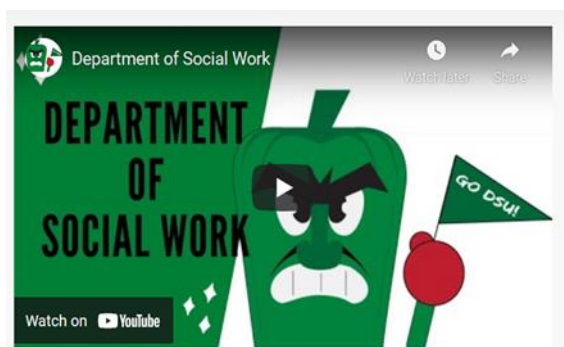 Department of Social Work
Watch later
Share
DEPARTMENT
OF
SOCIAL WORK
GO DSU!
Watch on YouTube